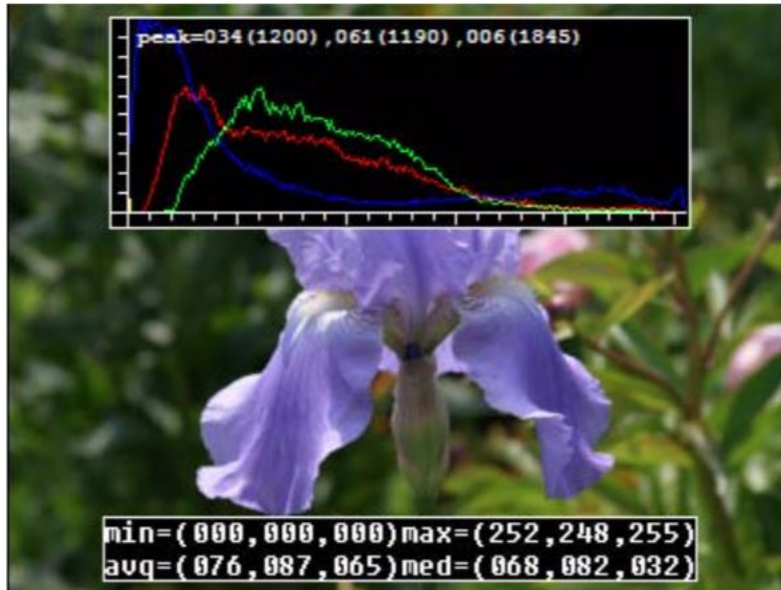 peak=034(1200),061(1190),006(1845)
min=(000,000,000)max=(252,248,255)
avg=(076,087,065)med=(068,082,032)